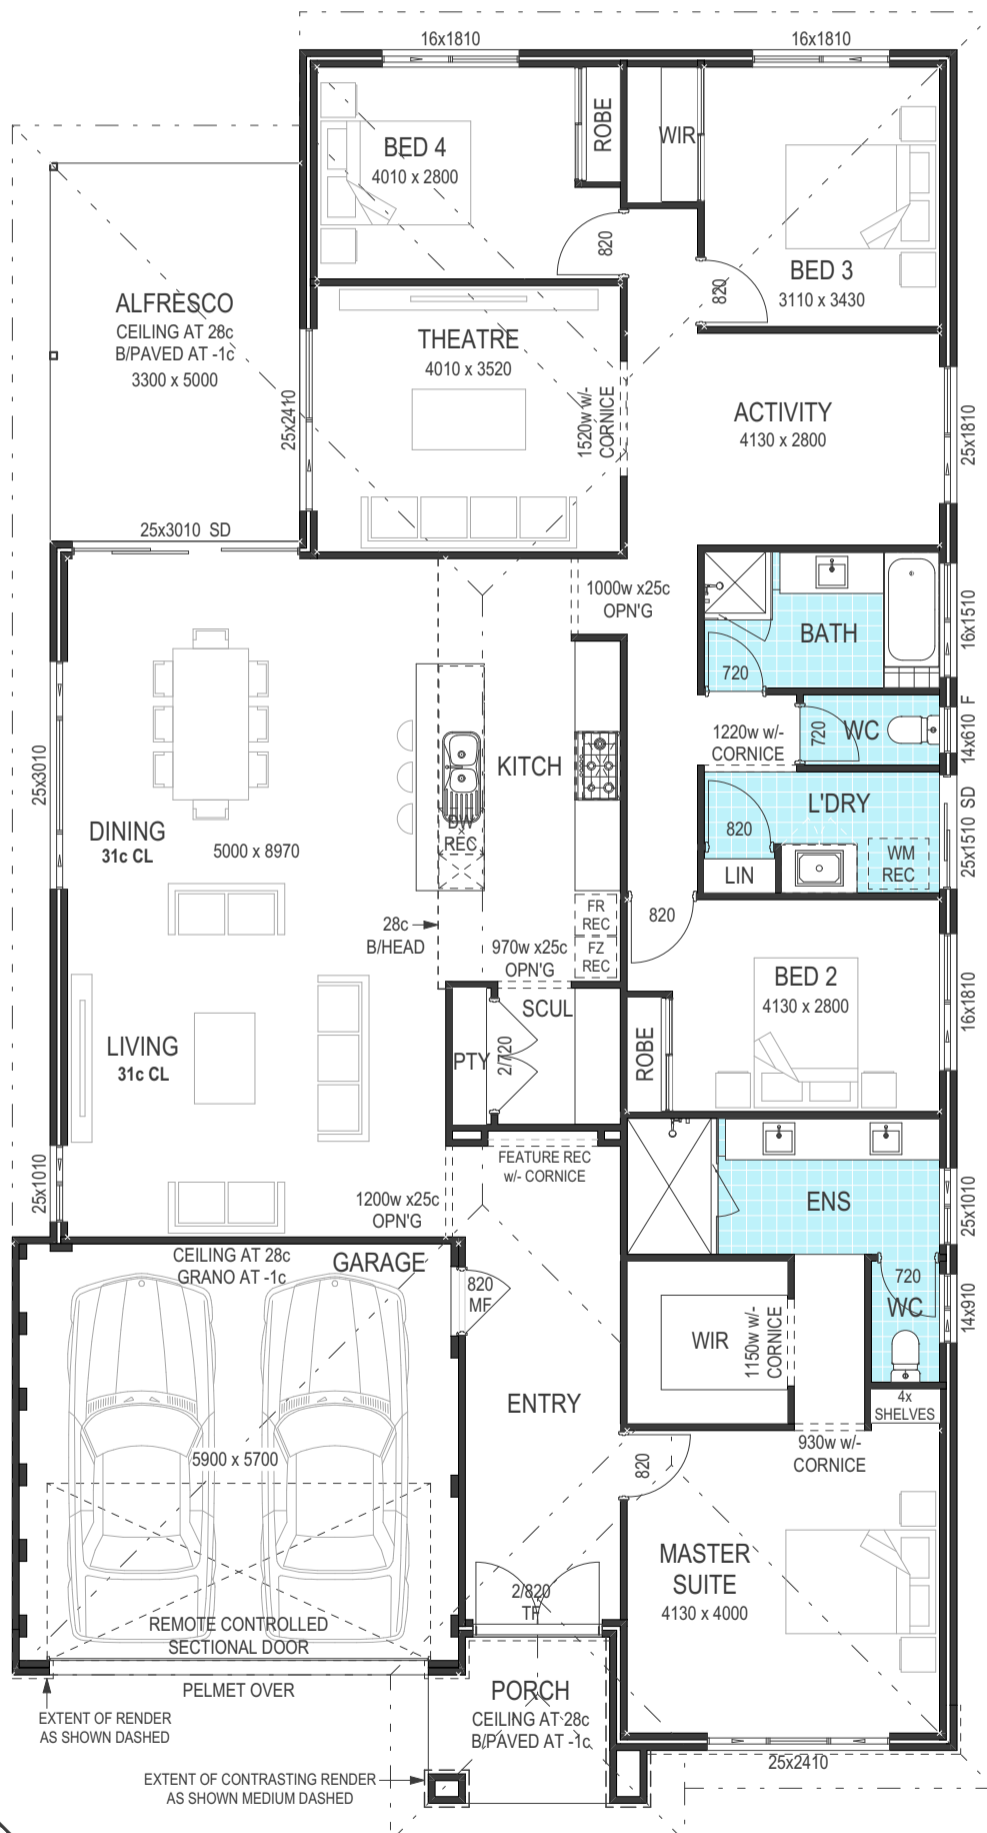 16x1810
16x1810
BED 4
4010 x 2800
ROBE
WIR
820
BED 3
3110 x 3430
820
ALFRESCO
CEILING AT 28c
B/PAVED AT -1c
3300 x 5000
25x2410
THEATRE
4010 x 3520
1520w w/-
CORNICE
ACTIVITY
4130 x 2800
25x1810
25x3010 SD
1000w x25c
OPN'G
BATH
720
16x1510
1220w w/-
CORNICE
720
WC
14x610 F
25x3010
KITCH
DW
REC
DINING
31c CL
5000 x 8970
L'DRY
820
LIN
WM
REC
25x1510 SD
28c
B/HEAD
FR
REC
FZ
REC
970w x25c
OPN'G
820
BED 2
4130 x 2800
16x1810
SCUL
PTY
2/720
ROBE
LIVING
31c CL
FEATURE REC
w/- CORNICE
25x1010
1200w x25c
OPN'G
ENS
25x1010
CEILING AT 28c
GRANO AT -1c
GARAGE
820
MF
720
WC
14x910
WIR
1150w w/-
CORNICE
4x
SHELVES
ENTRY
930w w/-
CORNICE
820
5900 x 5700
MASTER
SUITE
4130 x 4000
2/820
TF
REMOTE CONTROLLED
SECTIONAL DOOR
PELMET OVER
PORCH
CEILING AT 28c
B/PAVED AT -1c
EXTENT OF RENDER
AS SHOWN DASHED
25x2410
EXTENT OF CONTRASTING RENDER
AS SHOWN MEDIUM DASHED